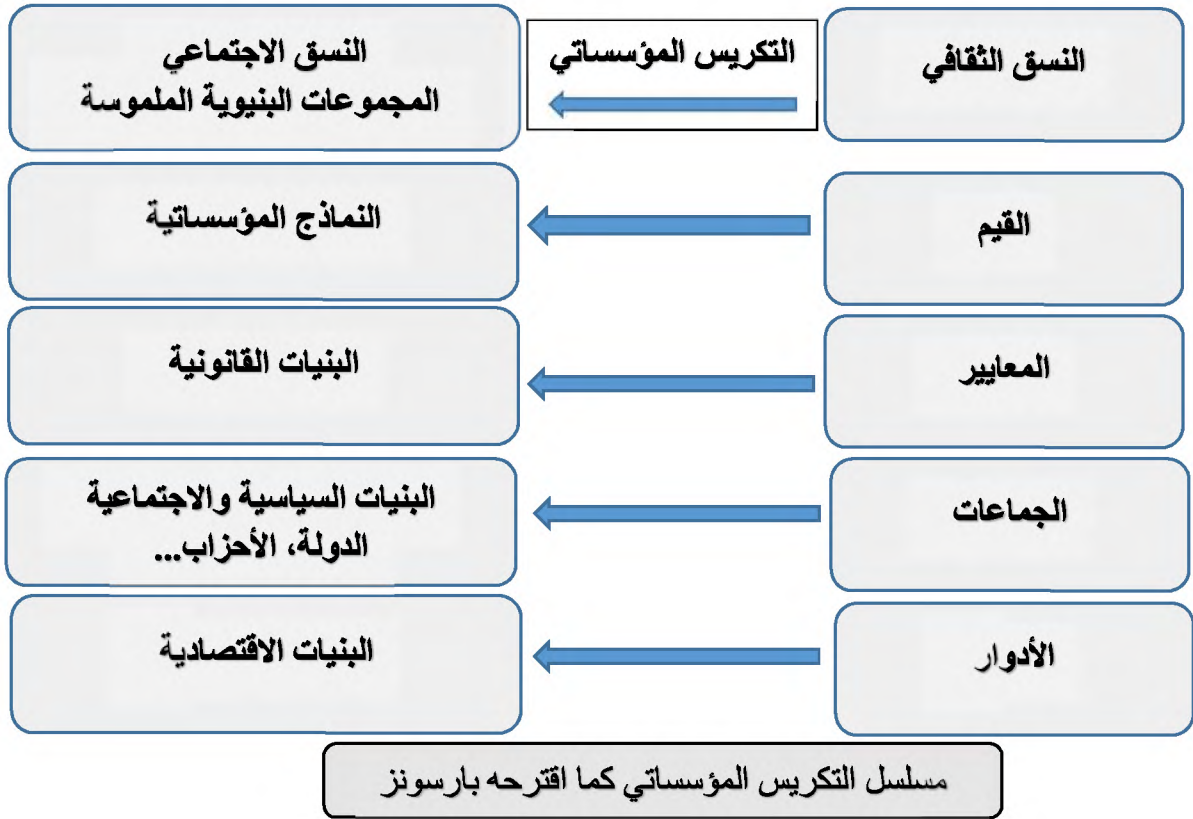 النسق الثقافي
التكريس المؤسساتي
النسق الاجتماعي
المجموعات البنيوية الملموسة
القيم
النماذج المؤسساتية
المعايير
البنيات القانونية
الجماعات
البنيات السياسية والاجتماعية
الدولة، الأحزاب...
الأدوار
البنيات الاقتصادية
مسلسل التكريس المؤسساتي كما اقترحه بارسونز